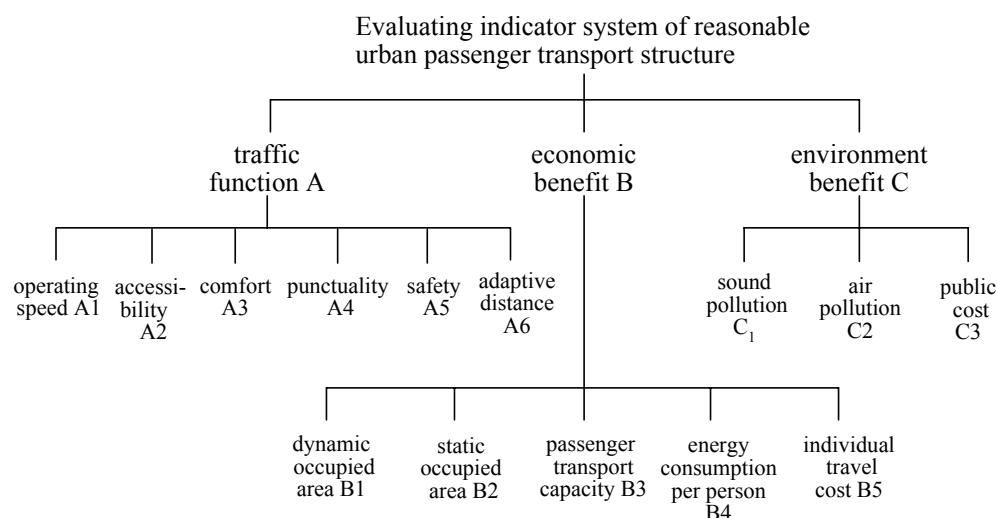 Evaluating indicator system of reasonable
urban passenger transport structure
traffic
function A
economic
benefit B
environment
benefit C
operating
speed A1
accessi-
bility
A2
comfort
A3
punctuality
A4
safety
A5
adaptive
distance
A6
sound
pollution
C₁
air
pollution
C2
public
cost
C3
dynamic
occupied
area B1
static
occupied
area B2
passenger
transport
capacity B3
energy
consumption
per person
B4
individual
travel
cost B5